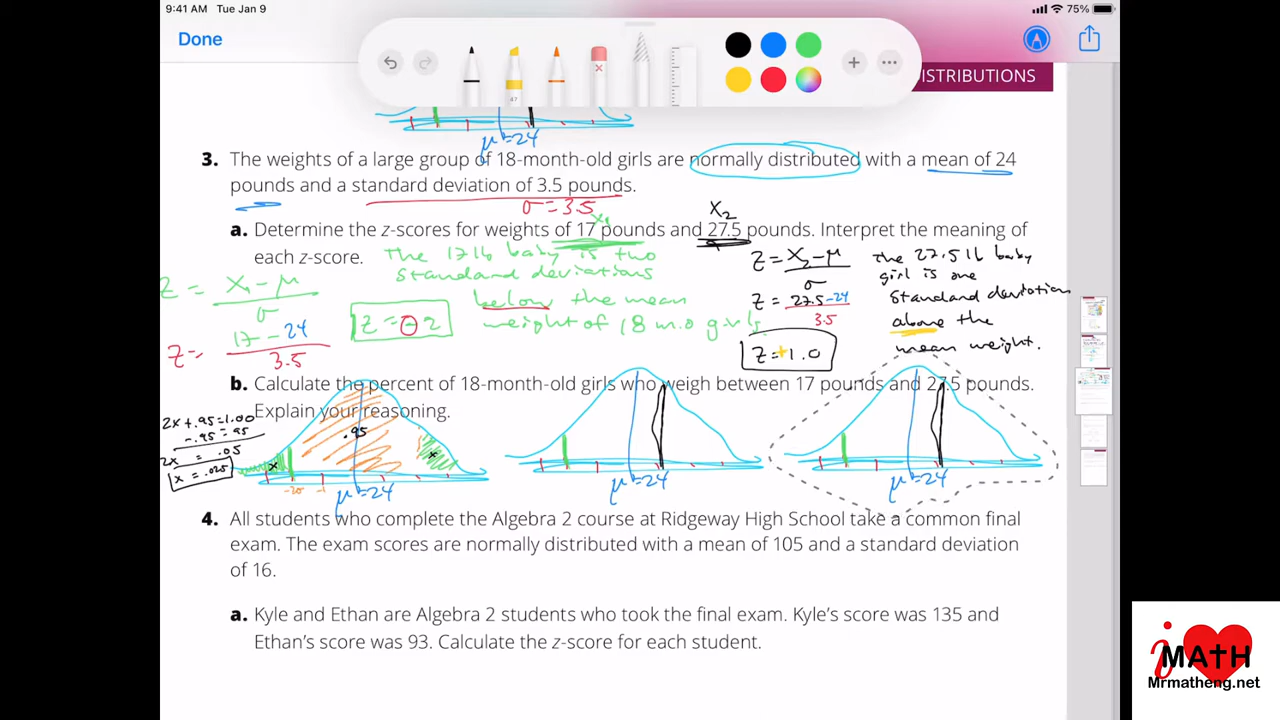 9:41 AM Tue Jan 9
75%
Done
47
ISTRIBUTIONS
μ=24
3. The weights of a large group of 18-month-old girls are normally distributed with a mean of 24
pounds and a standard deviation of 3.5 pounds.
σ=3.5
X1
X2
a. Determine the z-scores for weights of 17 pounds and 27.5 pounds. Interpret the meaning of
each z-score.
the 17 lb baby is two
standard deviations
below the mean
weight of 18 m.o girls.
Z = X1 - μ
σ
Z = 17 - 24
3.5
Z = -2
Z = X2 - μ
σ
Z = 27.5 - 24
3.5
Z = +1.0
the 27.5 lb baby
girl is one
standard deviation
above the
mean weight.
b. Calculate the percent of 18-month-old girls who weigh between 17 pounds and 27.5 pounds.
Explain your reasoning.
2x + .95 = 1.00
- .95 = .95
2x = .05
x = .025
x
.95
x
-2σ
-1
μ=24
μ=24
μ=24
4. All students who complete the Algebra 2 course at Ridgeway High School take a common final
exam. The exam scores are normally distributed with a mean of 105 and a standard deviation
of 16.
a. Kyle and Ethan are Algebra 2 students who took the final exam. Kyle's score was 135 and
Ethan's score was 93. Calculate the z-score for each student.
i
MATH
Mrmatheng.net